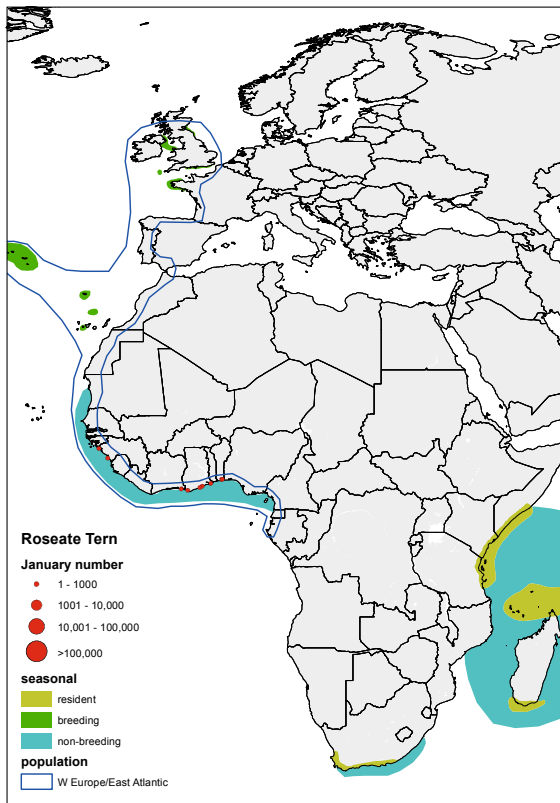 Roseate Tern
January number
1 - 1000
1001 - 10,000
10,001 - 100,000
>100,000
seasonal
resident
breeding
non-breeding
population
W Europe/East Atlantic